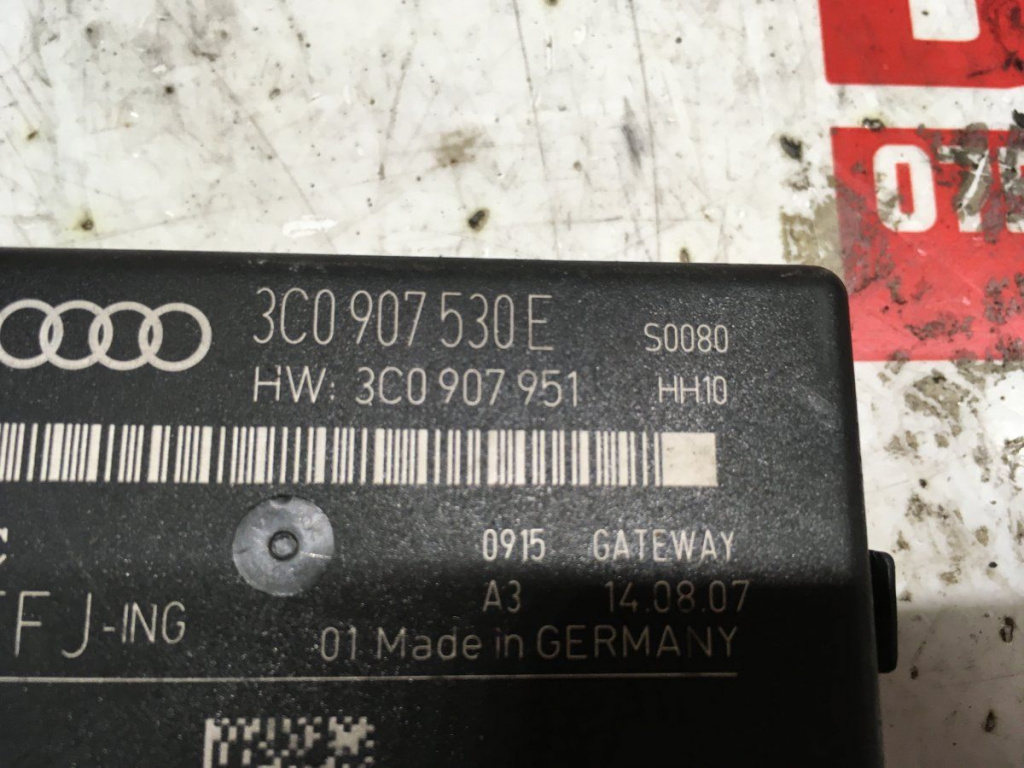 075
3C0 907 530 E S0080
HW: 3C0 907 951 HH10
0915 GATEWAY
A3 14.08.07
F J-ING
01 Made in GERMANY